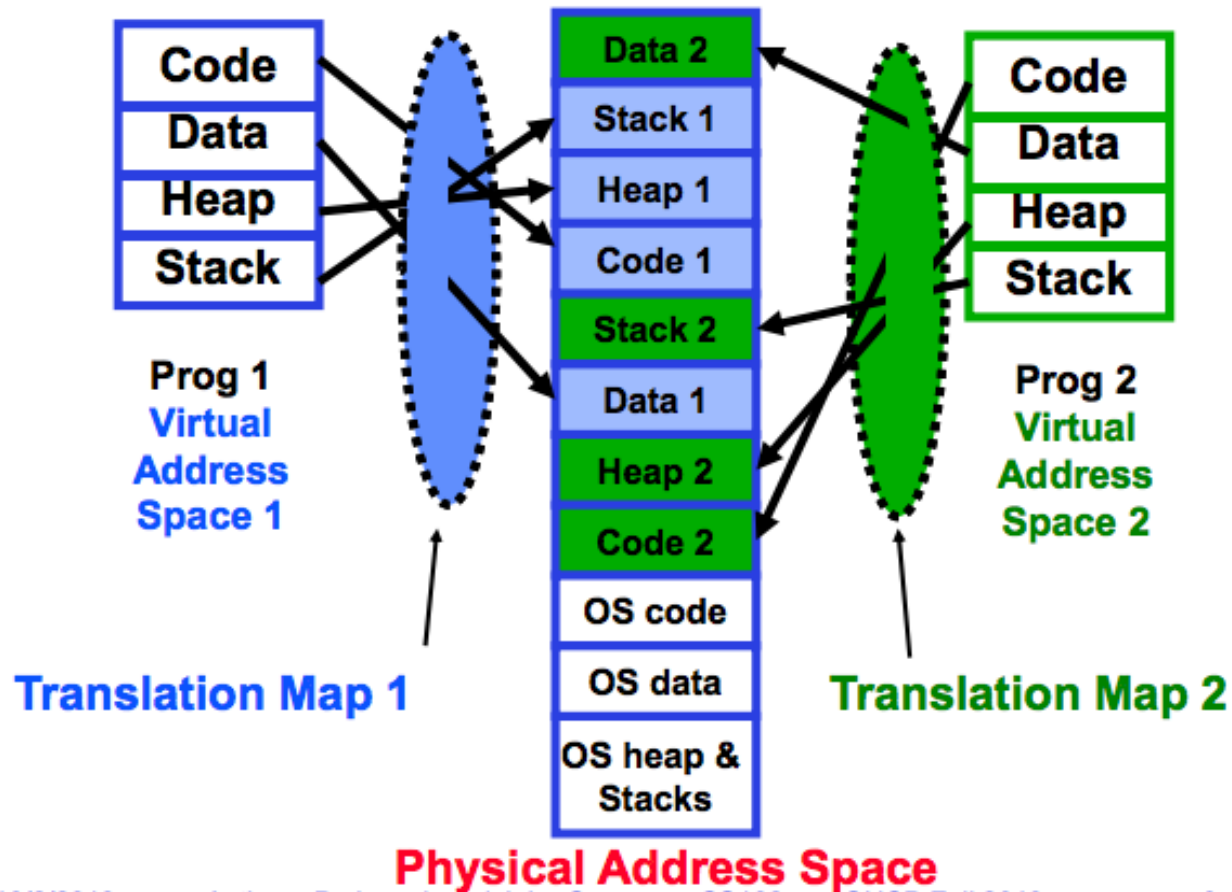 Code
Data
Heap
Stack
Prog 1
Virtual
Address
Space 1
Translation Map 1
Data 2
Stack 1
Heap 1
Code 1
Stack 2
Data 1
Heap 2
Code 2
OS code
OS data
OS heap &
Stacks
Physical Address Space
Code
Data
Heap
Stack
Prog 2
Virtual
Address
Space 2
Translation Map 2